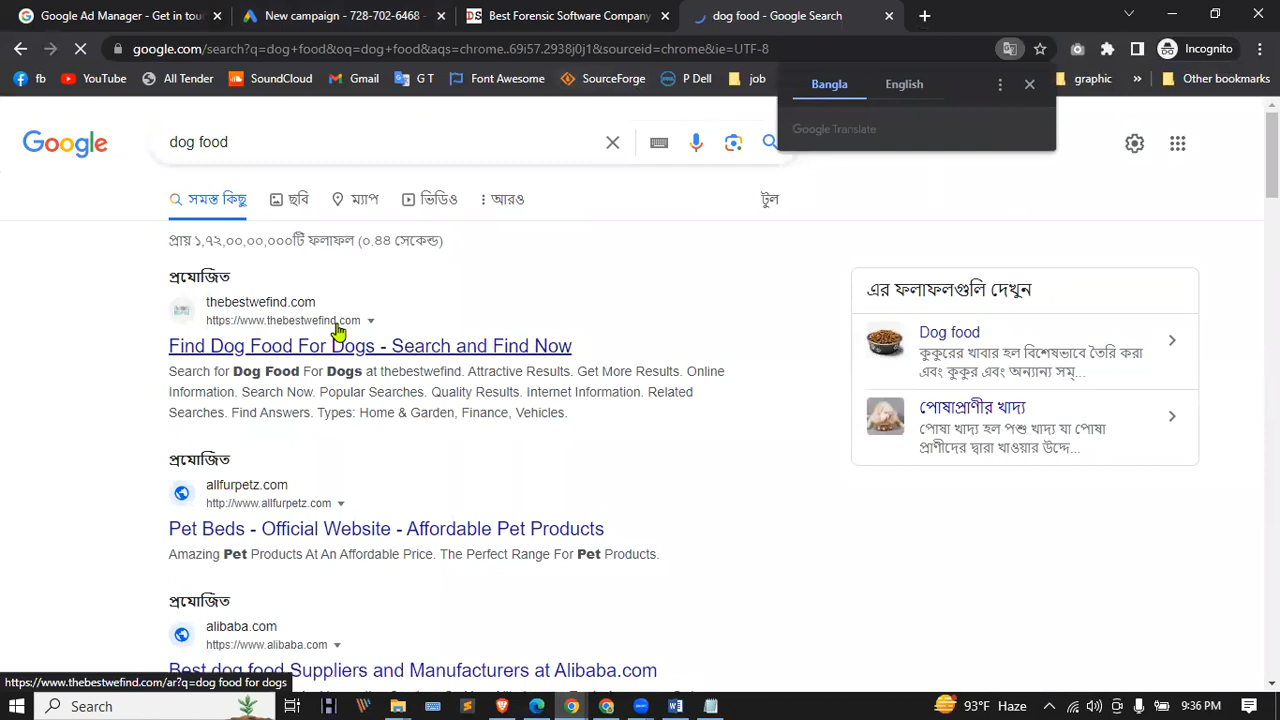 Google Ad Manager - Get in tou
New campaign - 728-702-6468 -
DS Best Forensic Software Company
dog food - Google Search
google.com/search?q=dog+food&oq=dog+food&aqs=chrome..69i57.2938j0j1&sourceid=chrome&ie=UTF-8
Incognito
fb YouTube All Tender SoundCloud Gmail G T Font Awesome SourceForge P Dell job graphic » Other bookmarks
Bangla English
Google Translate
Google dog food
সমস্ত কিছু ছবি ম্যাপ ভিডিও আরও টুল
প্রায় ১,৭২,০০,০০,০০০টি ফলাফল (০.৪৪ সেকেন্ড)
প্রযোজিত
thebestwefind.com
https://www.thebestwefind.com
Find Dog Food For Dogs - Search and Find Now
Search for Dog Food For Dogs at thebestwefind. Attractive Results. Get More Results. Online
Information. Search Now. Popular Searches. Quality Results. Internet Information. Related
Searches. Find Answers. Types: Home & Garden, Finance, Vehicles.
প্রযোজিত
allfurpetz.com
http://www.allfurpetz.com
Pet Beds - Official Website - Affordable Pet Products
Amazing Pet Products At An Affordable Price. The Perfect Range For Pet Products.
প্রযোজিত
alibaba.com
https://www.alibaba.com
Best dog food Suppliers and Manufacturers at Alibaba.com
এর ফলাফলগুলি দেখুন
Dog food
কুকুরের খাবার হল বিশেষভাবে তৈরি করা
এবং কুকুর এবং অন্যান্য সম্...
পোষাপ্রাণীর খাদ্য
পোষা খাদ্য হল পশু খাদ্য যা পোষা
প্রাণীদের দ্বারা খাওয়ার উদ্দে...
https://www.thebestwefind.com/ar?q=dog food for dogs
Search
93°F Haze
9:36 PM